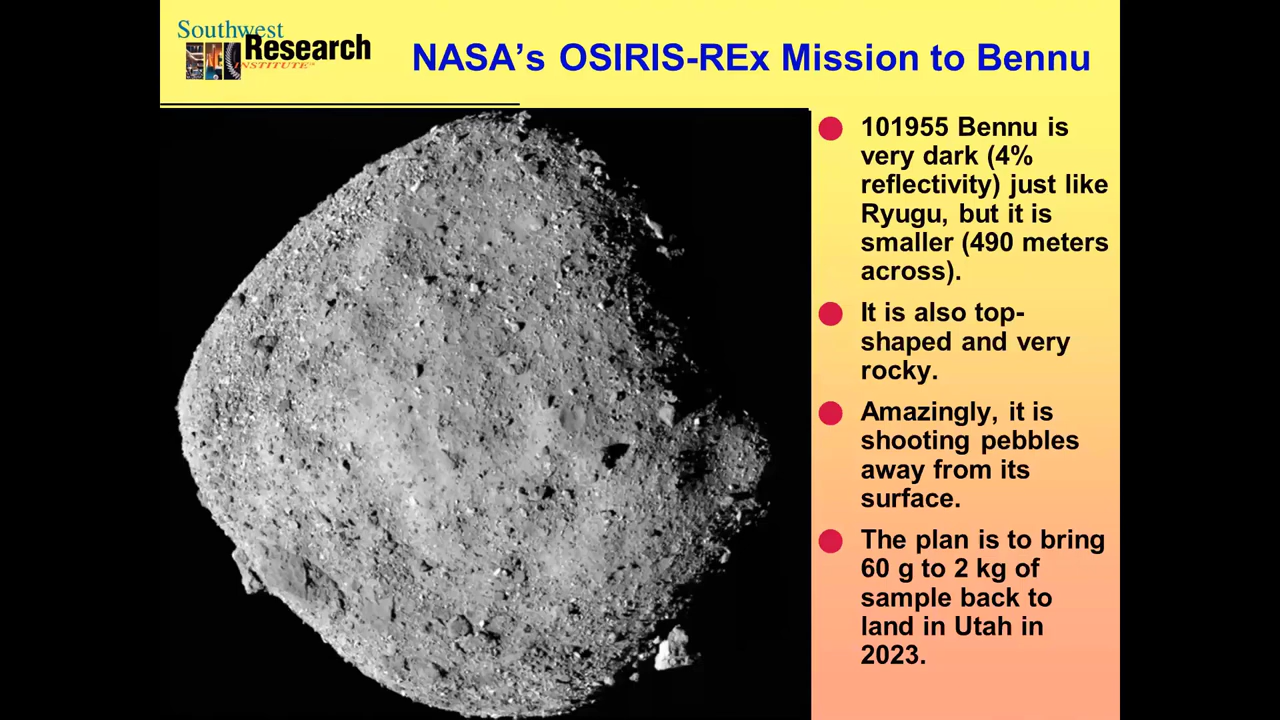 Southwest
Research
INSTITUTE
NASA’s OSIRIS-REx Mission to Bennu
101955 Bennu is
very dark (4%
reflectivity) just like
Ryugu, but it is
smaller (490 meters
across).
It is also top-
shaped and very
rocky.
Amazingly, it is
shooting pebbles
away from its
surface.
The plan is to bring
60 g to 2 kg of
sample back to
land in Utah in
2023.